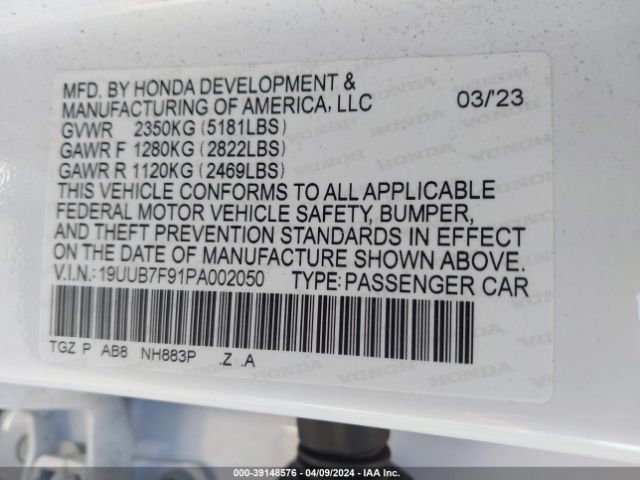 MFD. BY HONDA DEVELOPMENT &
MANUFACTURING OF AMERICA, LLC 03/'23
GVWR 2350KG (5181LBS)
GAWR F 1280KG (2822LBS)
GAWR R 1120KG (2469LBS)
THIS VEHICLE CONFORMS TO ALL APPLICABLE
FEDERAL MOTOR VEHICLE SAFETY, BUMPER,
AND THEFT PREVENTION STANDARDS IN EFFECT
ON THE DATE OF MANUFACTURE SHOWN ABOVE.
V.I.N.: 19UUB7F91PA002050 TYPE: PASSENGER CAR
TGZ P AB8 NH883P .Z .A
000-39148576 - 04/09/2024 - IAA Inc.